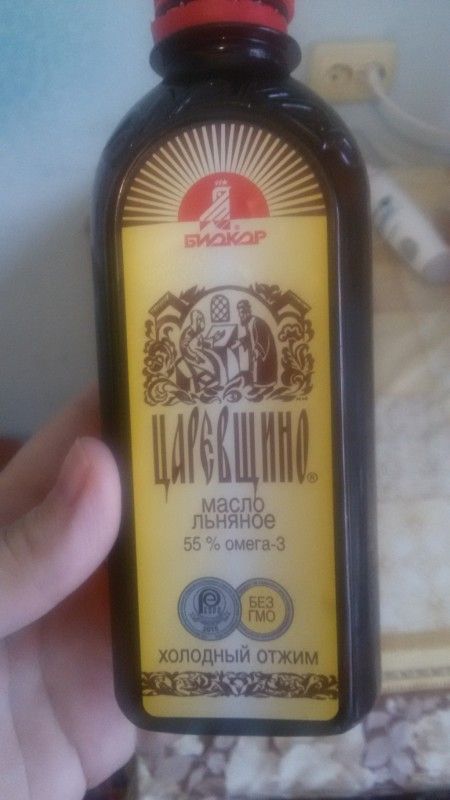 БИОКОР
®
ЦАРЕВЩИНО®
МАСЛО
ЛЬНЯНОЕ
55 % омега-3
БЕЗ
ГМО
ХОЛОДНЫЙ ОТЖИМ